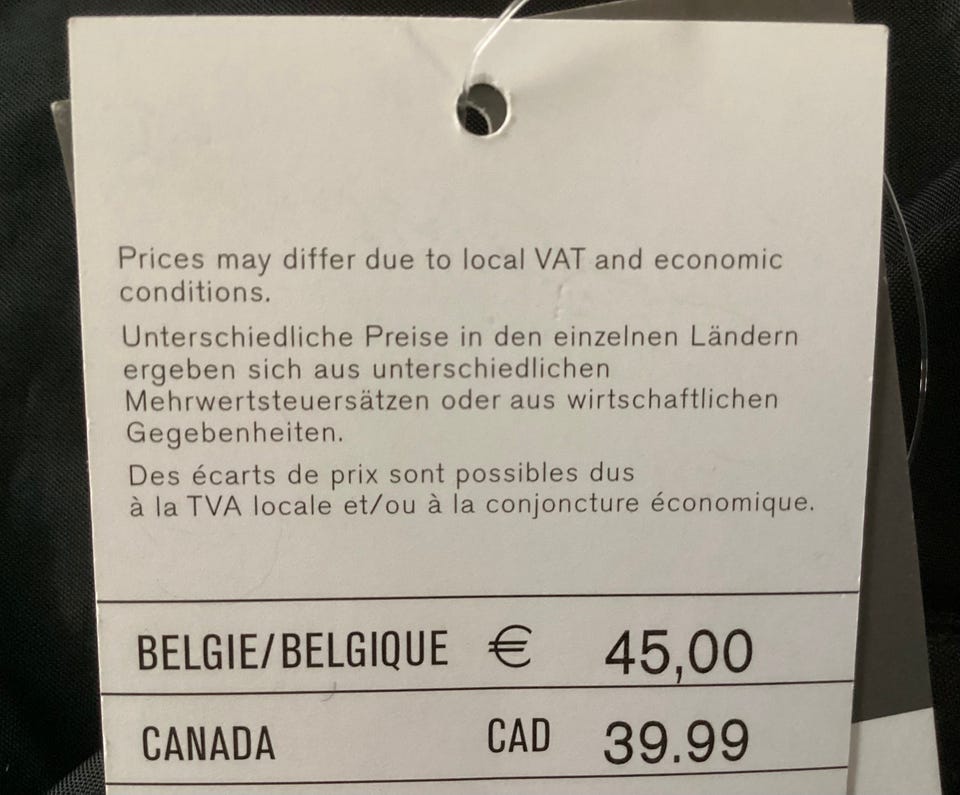 Prices may differ due to local VAT and economic
conditions.
Unterschiedliche Preise in den einzelnen Ländern
ergeben sich aus unterschiedlichen
Mehrwertsteuersätzen oder aus wirtschaftlichen
Gegebenheiten.
Des écarts de prix sont possibles dus
à la TVA locale et/ou à la conjoncture économique.
BELGIE/BELGIQUE € 45,00
CANADA CAD 39.99